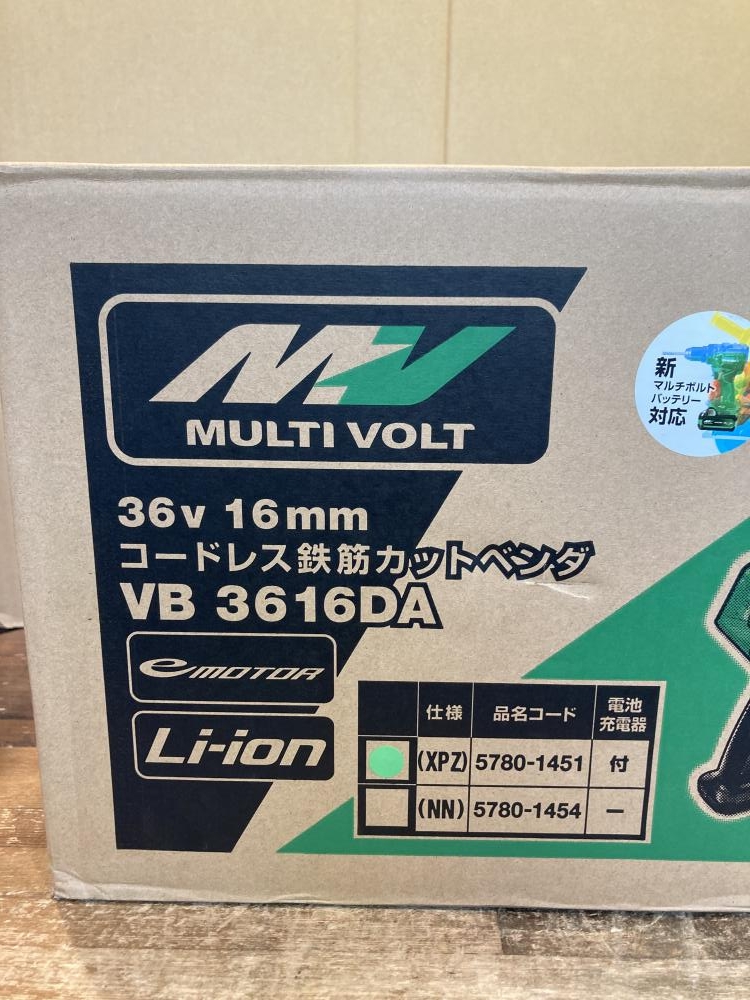 MV
MULTI VOLT
新
マルチボルト
バッテリー
対応
36v 16mm
コードレス鉄筋カットベンダ
VB 3616DA
eMOTOR
Li-ion
仕様 品名コード 電池充電器
(XPZ) 5780-1451 付
(NN) 5780-1454 ー